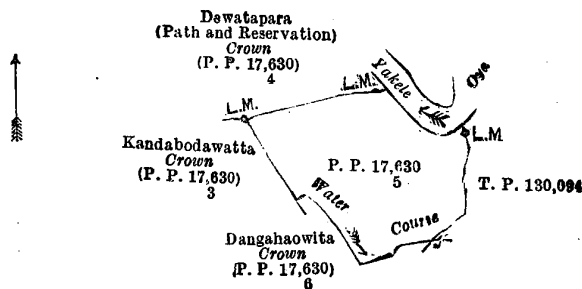 Dewatapara
(Path and Reservation)
Crown
(P. P. 17,630)
4
Yakele Oya
L.M.
L.M.
L.M
Kandabodawatta
Crown
(P. P. 17,630)
3
P. P. 17,630
5
T. P. 130,094
Water Course
Dangahaowita
Crown
(P. P. 17,630)
6